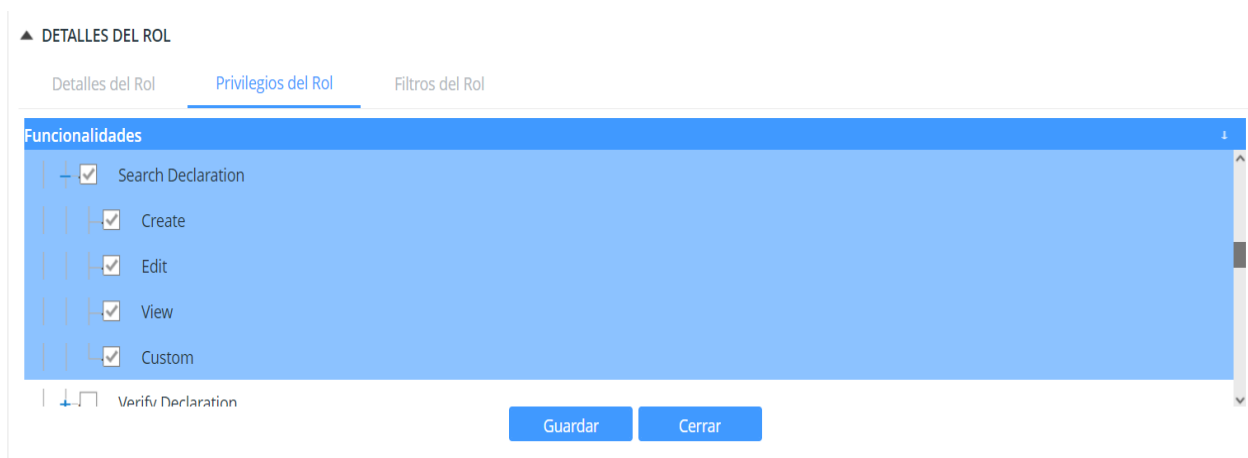 DETALLES DEL ROL
Detalles del Rol Privilegios del Rol Filtros del Rol
Funcionalidades
Search Declaration
Create
Edit
View
Custom
Verify Declaration
Guardar Cerrar